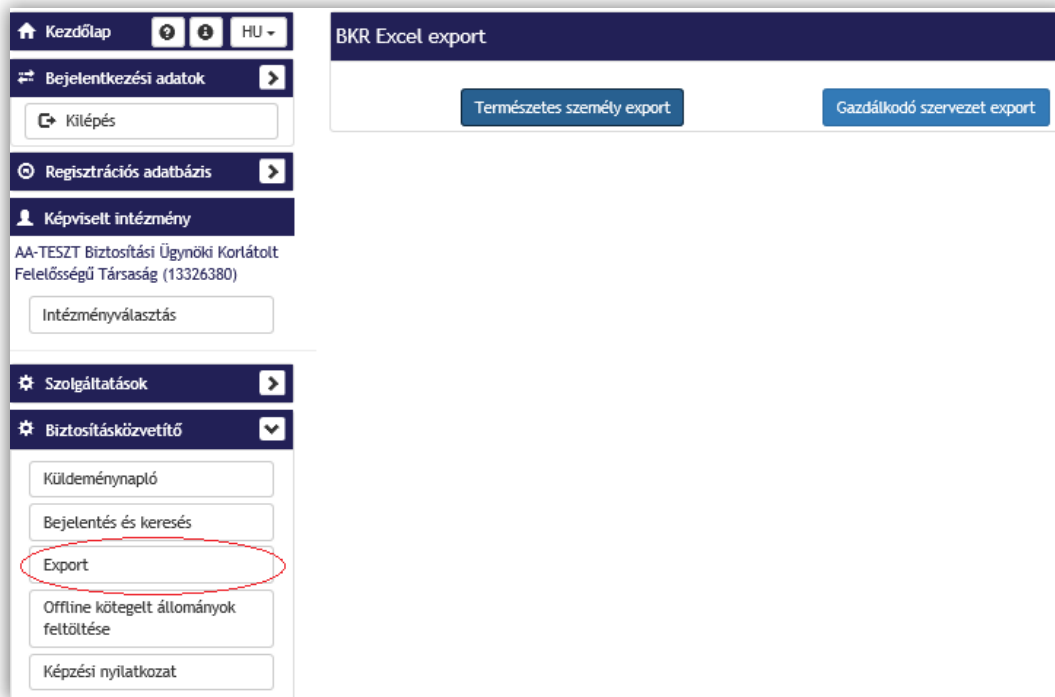 Kezdőlap
HU
Bejelentkezési adatok
Kilépés
Regisztrációs adatbázis
Képviselt intézmény
AA-TESZT Biztosítási Ügynöki Korlátolt
Felelősségű Társaság (13326380)
Intézményválasztás
Szolgáltatások
Biztosításközvetítő
Küldeménynapló
Bejelentés és keresés
Export
Offline kötegelt állományok
feltöltése
Képzési nyilatkozat
BKR Excel export
Természetes személy export
Gazdálkodó szervezet export